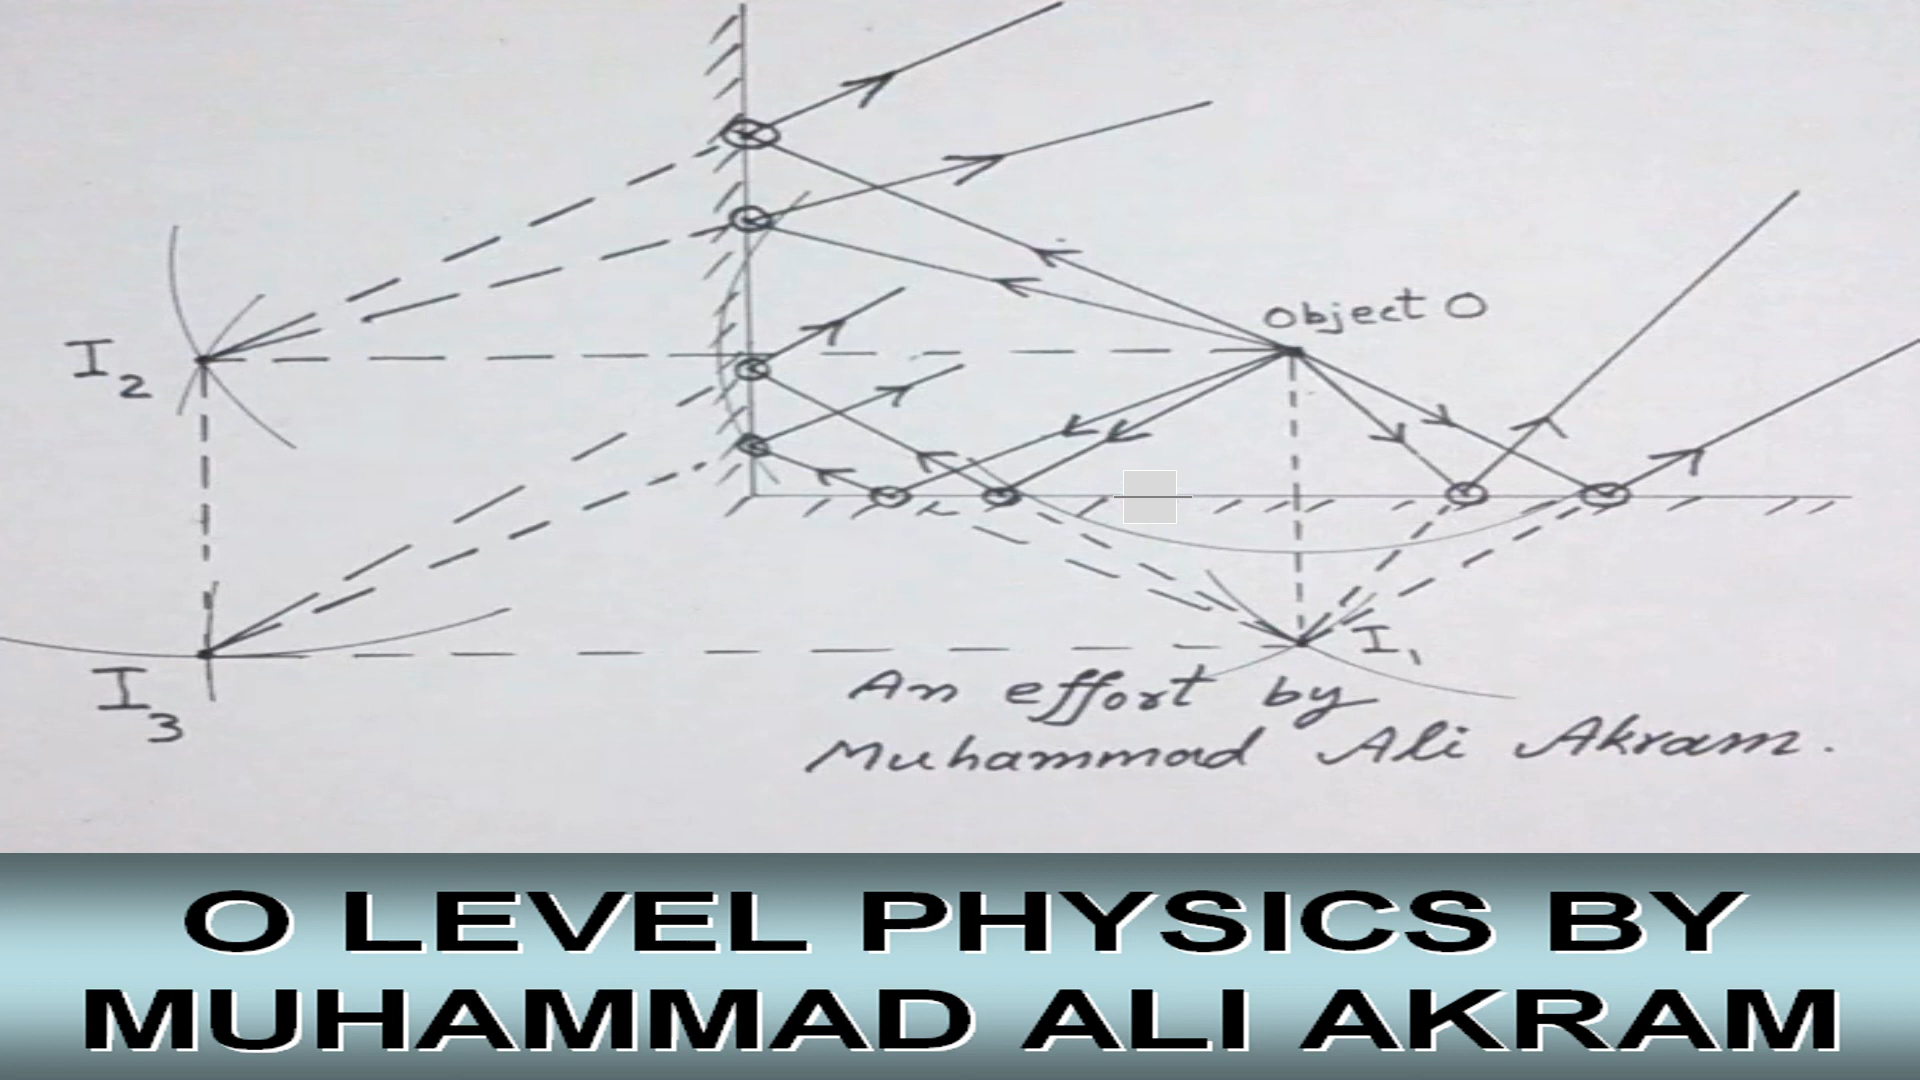 Object O
I2
I3
I1
An effort by
Muhammad Ali Akram.
O LEVEL PHYSICS BY
MUHAMMAD ALI AKRAM